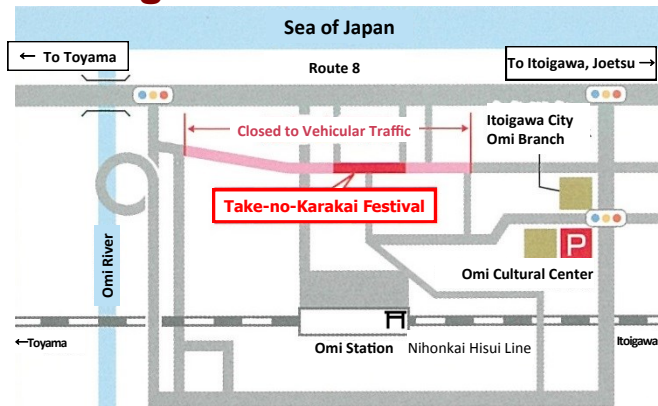 Sea of Japan
← To Toyama
To Itoigawa, Joetsu →
Route 8
Closed to Vehicular Traffic
Itoigawa City
Omi Branch
Take-no-Karakai Festival
P
Omi River
Omi Cultural Center
←Toyama
Omi Station
Nihonkai Hisui Line
Itoigawa